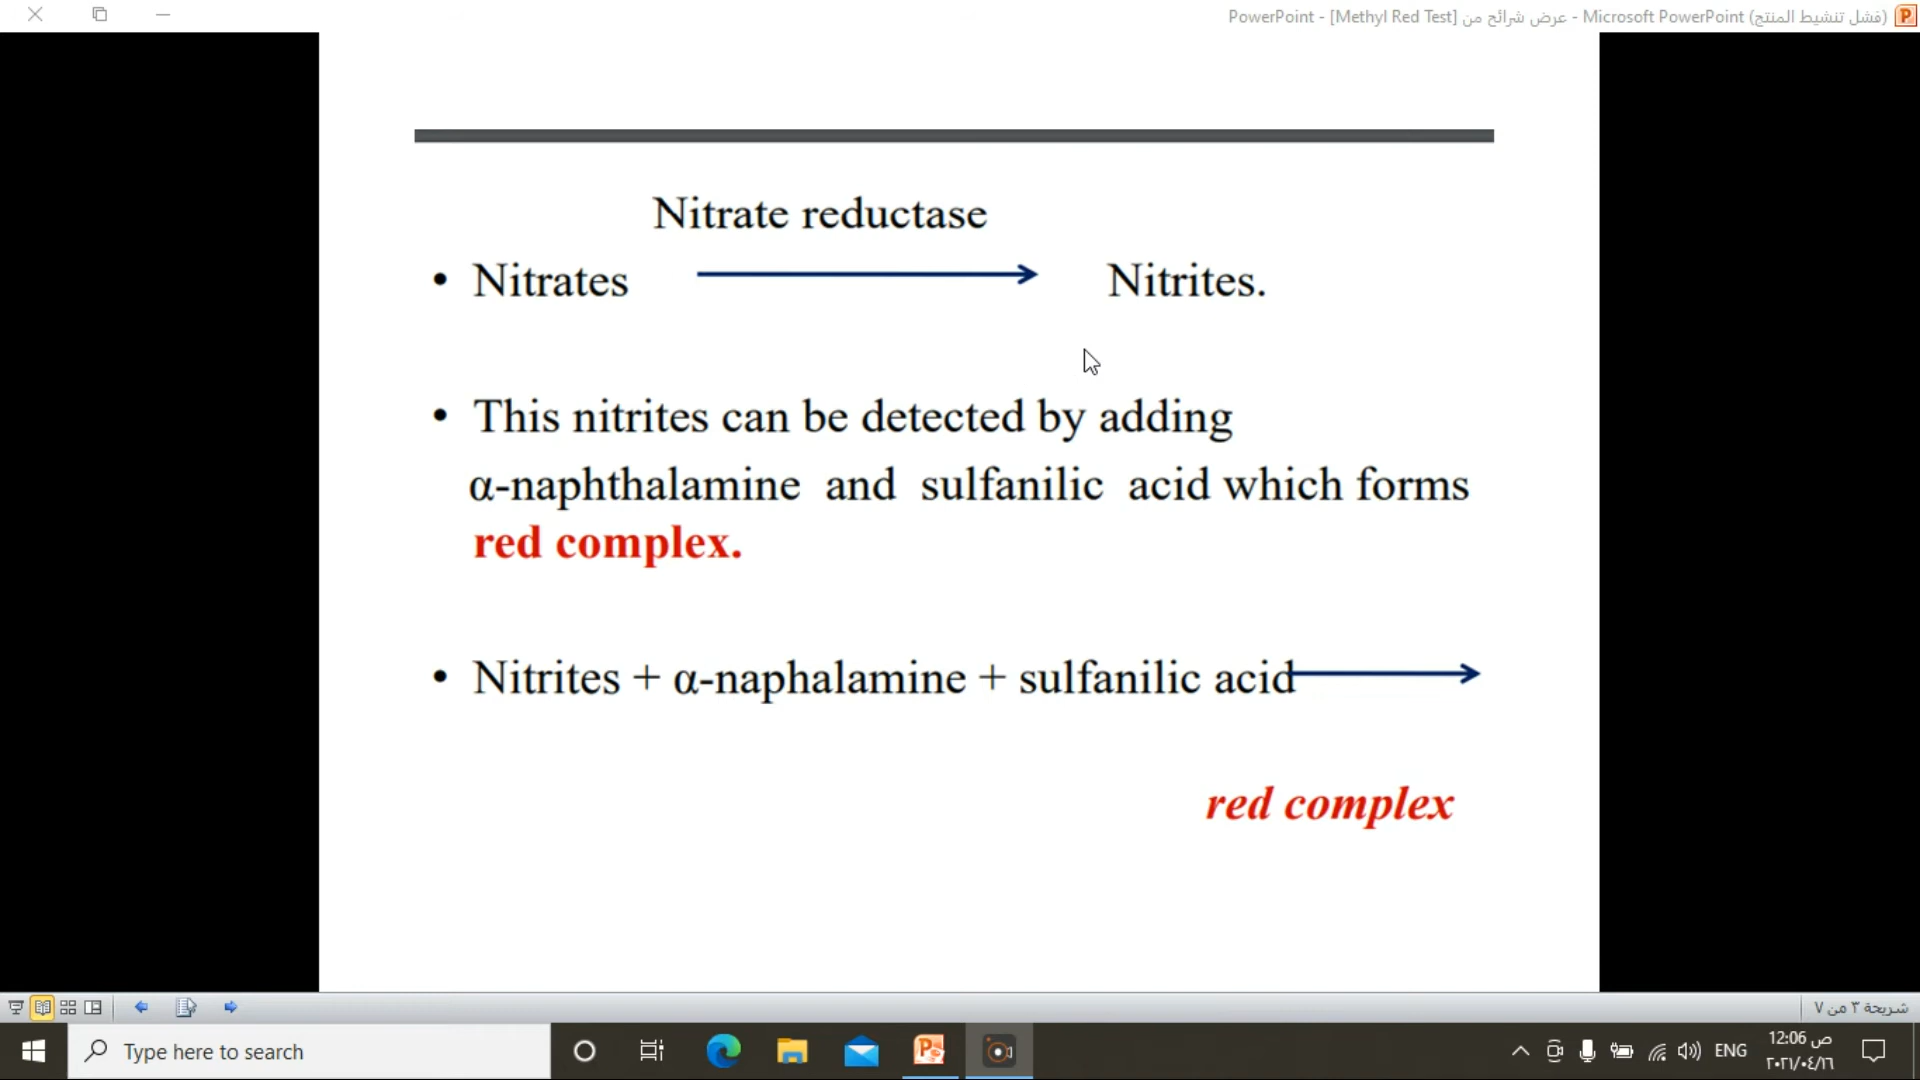 PowerPoint - [Methyl Red Test] عرض شرائح من - Microsoft PowerPoint (فشل تنشيط المنتج)
Nitrate reductase
• Nitrates Nitrites.
• This nitrites can be detected by adding
α-naphthalamine and sulfanilic acid which forms
red complex.
• Nitrites + α-naphalamine + sulfanilic acid
red complex
شريحة ٣ من ٧
Type here to search
ENG
12:06 ص
٢٠٢١/٠٤/١٦